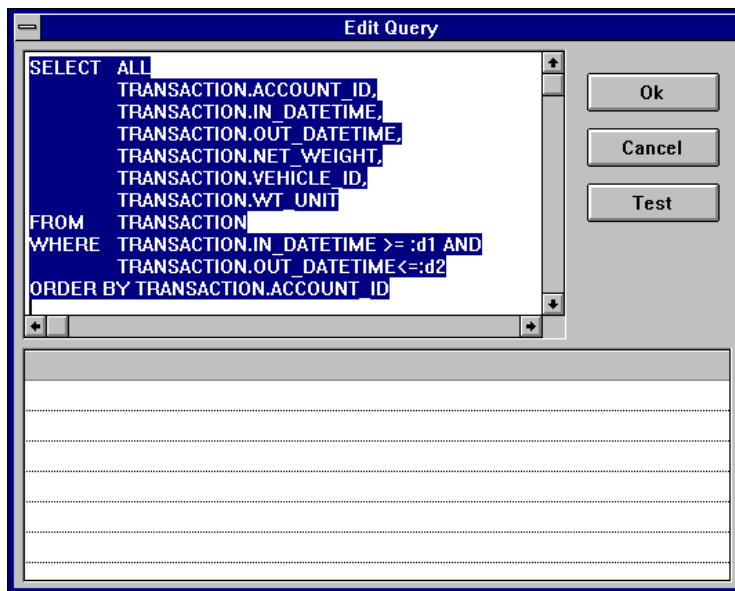 Edit Query
SELECT ALL
TRANSACTION.ACCOUNT_ID,
TRANSACTION.IN_DATETIME,
TRANSACTION.OUT_DATETIME,
TRANSACTION.NET_WEIGHT,
TRANSACTION.VEHICLE_ID,
TRANSACTION.WT_UNIT
FROM TRANSACTION
WHERE TRANSACTION.IN_DATETIME >= :d1 AND
TRANSACTION.OUT_DATETIME<=:d2
ORDER BY TRANSACTION.ACCOUNT_ID
Ok
Cancel
Test